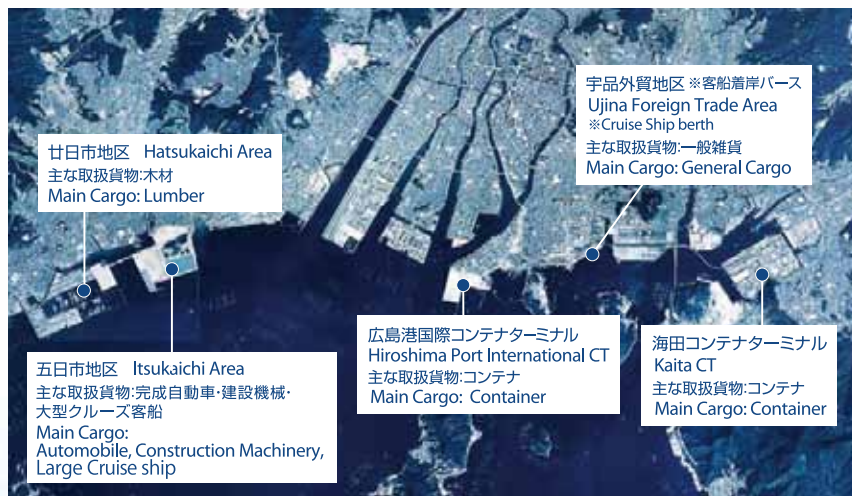 宇品外貿地区 ※客船着岸バース
Ujina Foreign Trade Area
※Cruise Ship berth
主な取扱貨物:一般雑貨
Main Cargo: General Cargo
廿日市地区 Hatsukaichi Area
主な取扱貨物:木材
Main Cargo: Lumber
五日市地区 Itsukaichi Area
主な取扱貨物:完成自動車・建設機械・
大型クルーズ客船
Main Cargo:
Automobile, Construction Machinery,
Large Cruise ship
広島港国際コンテナターミナル
Hiroshima Port International CT
主な取扱貨物:コンテナ
Main Cargo: Container
海田コンテナターミナル
Kaita CT
主な取扱貨物:コンテナ
Main Cargo: Container